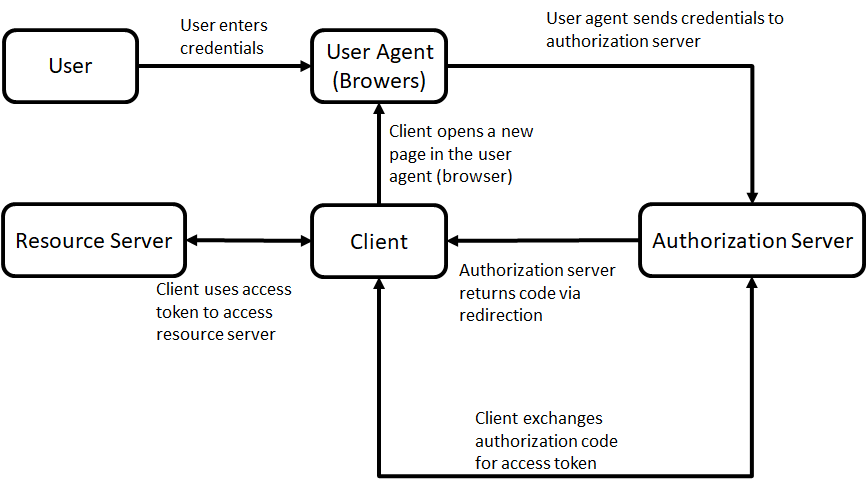 User enters
credentials
User agent sends credentials to
authorization server
User
User Agent
(Browers)
Client opens a new
page in the user
agent (browser)
Resource Server
Client
Authorization Server
Client uses access
token to access
resource server
Authorization server
returns code via
redirection
Client exchanges
authorization code
for access token